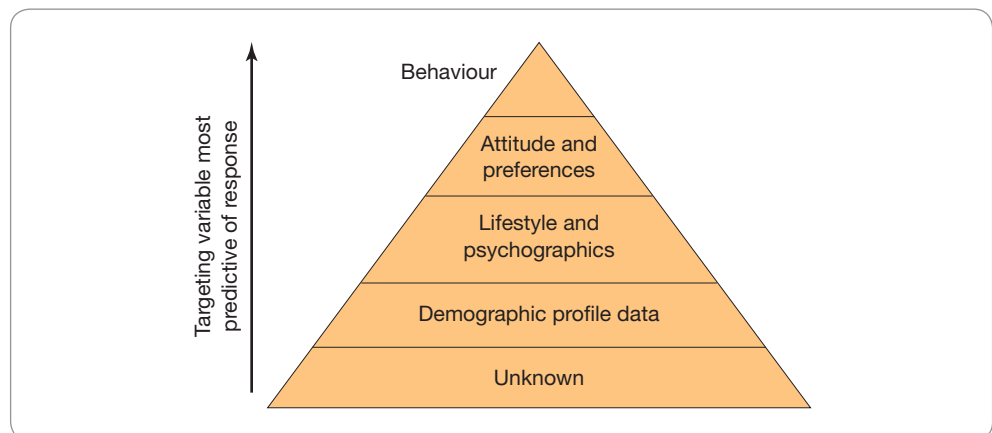 Targeting variable most
predictive of response
Behaviour
Attitude and
preferences
Lifestyle and
psychographics
Demographic profile data
Unknown